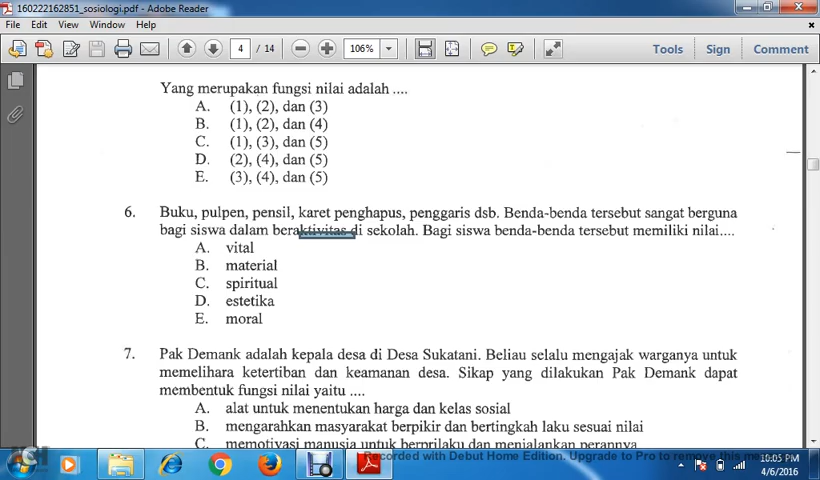 160222162851_sosiologi.pdf - Adobe Reader
File Edit View Window Help
4 / 14 106% Tools Sign Comment
Yang merupakan fungsi nilai adalah ....
A. (1), (2), dan (3)
B. (1), (2), dan (4)
C. (1), (3), dan (5)
D. (2), (4), dan (5)
E. (3), (4), dan (5)
6. Buku, pulpen, pensil, karet penghapus, penggaris dsb. Benda-benda tersebut sangat berguna
bagi siswa dalam beraktivitas di sekolah. Bagi siswa benda-benda tersebut memiliki nilai....
A. vital
B. material
C. spiritual
D. estetika
E. moral
7. Pak Demank adalah kepala desa di Desa Sukatani. Beliau selalu mengajak warganya untuk
memelihara ketertiban dan keamanan desa. Sikap yang dilakukan Pak Demank dapat
membentuk fungsi nilai yaitu ....
A. alat untuk menentukan harga dan kelas sosial
B. mengarahkan masyarakat berpikir dan bertingkah laku sesuai nilai
C. memotivasi manusia untuk berprilaku dan menjalankan perannya
Recorded with Debut Home Edition. Upgrade to Pro to remove this me
10:05 PM
4/6/2016